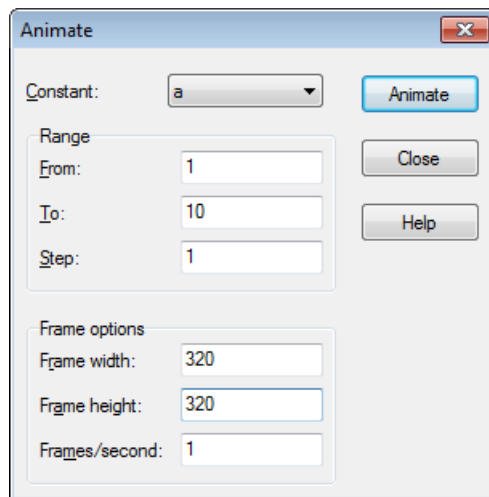 Animate
Constant: a Animate
Range
From: 1 Close
To: 10 Help
Step: 1
Frame options
Frame width: 320
Frame height: 320
Frames/second: 1